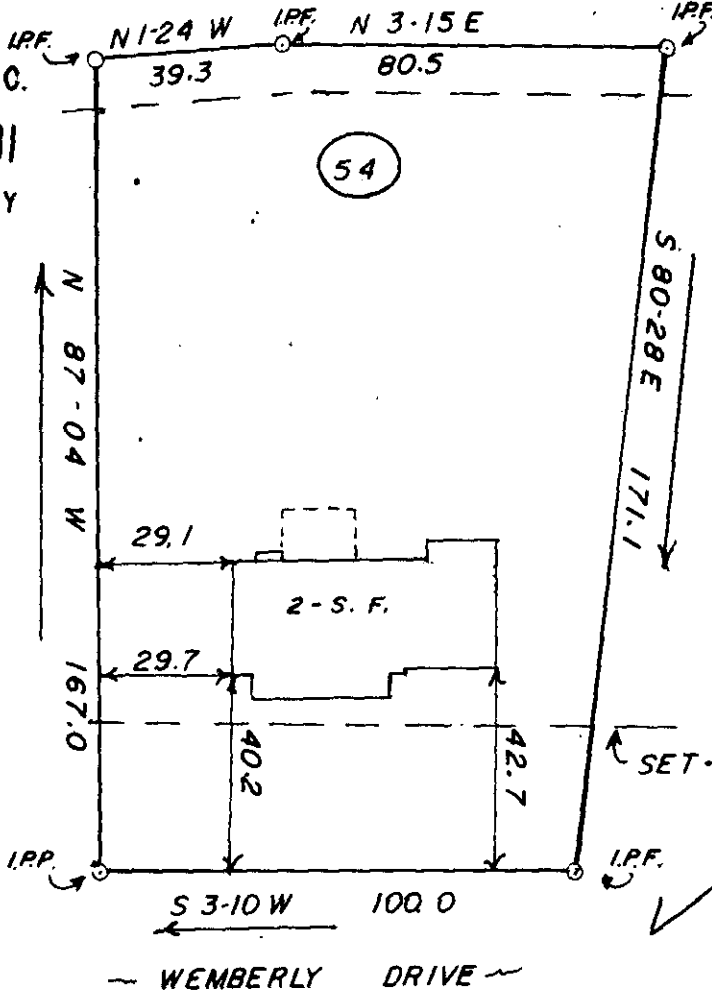 I.P.F. N 1-24 W I.P.F. N 3-15 E I.P.F.
C. 39.3 80.5
54
Y
S 80-28 E 171.1
N 87-04 W 167.0
29.1
2-S. F.
29.7
40.2
42.7
SET-
I.P.P. I.P.F.
S 3-10 W 100.0
~ WEMBERLY DRIVE ~